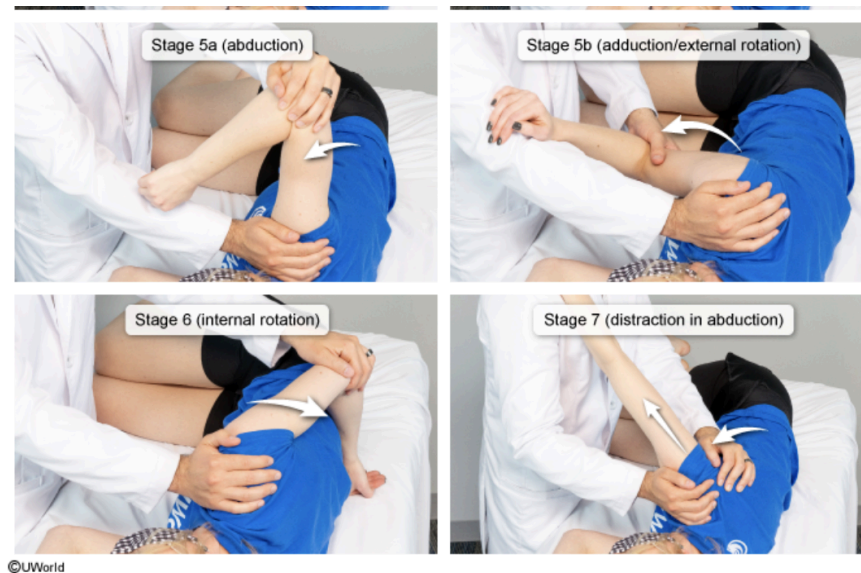 Stage 5a (abduction)
Stage 5b (adduction/external rotation)
Stage 6 (internal rotation)
Stage 7 (distraction in abduction)
©UWorld